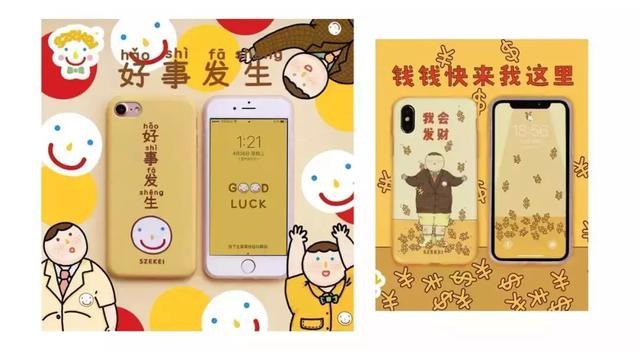 hǎo shì fā shēng
好事发生
hǎo
好
shì
事
fā
发
shēng
生
SZEKEI
1:21
GOOD
LUCK
钱钱快来我这里
我会
发财
18:56